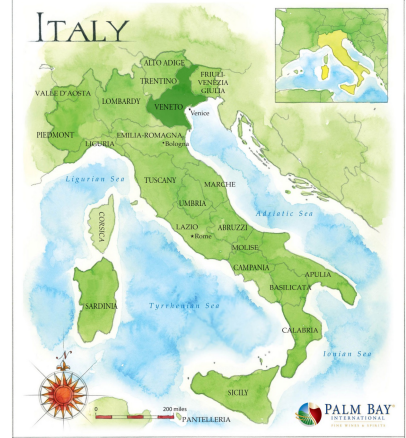 ITALY
ALTO ADIGE
TRENTINO
FRIULI-
VENEZIA
GIULIA
VALLE D'AOSTA
LOMBARDY
VENETO
Venice
PIEDMONT
EMILIA-ROMAGNA
Bologna
LIGURIA
Ligurian Sea
TUSCANY
MARCHE
UMBRIA
Adriatic Sea
CORSICA
LAZIO
ABRUZZI
Rome
MOLISE
CAMPANIA
APULIA
BASILICATA
SARDINIA
Tyrrhenian Sea
CALABRIA
Ionian Sea
N
SICILY
0 200 miles
PANTELLERIA
PALM BAY
INTERNATIONAL
FINE WINES & SPIRITS